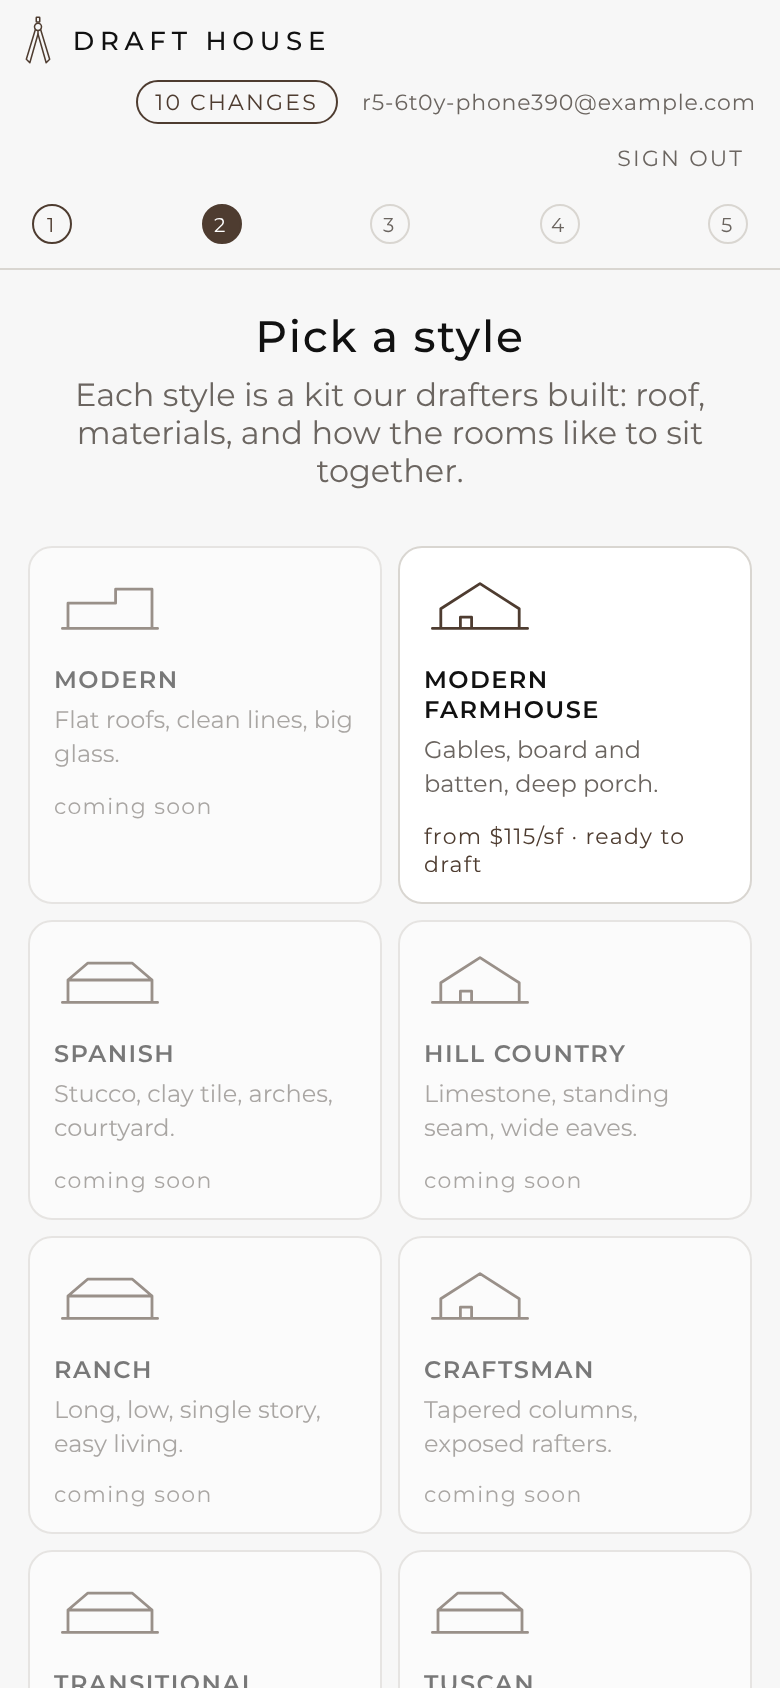 DRAFT HOUSE
10 CHANGES
r5-6t0y-phone390@example.com
SIGN OUT
1
2
3
4
5
Pick a style
Each style is a kit our drafters built: roof,
materials, and how the rooms like to sit
together.
MODERN
Flat roofs, clean lines, big
glass.
coming soon
MODERN
FARMHOUSE
Gables, board and
batten, deep porch.
from $115/sf · ready to
draft
SPANISH
Stucco, clay tile, arches,
courtyard.
coming soon
HILL COUNTRY
Limestone, standing
seam, wide eaves.
coming soon
RANCH
Long, low, single story,
easy living.
coming soon
CRAFTSMAN
Tapered columns,
exposed rafters.
coming soon
TRANSITIONAL
TUSCAN